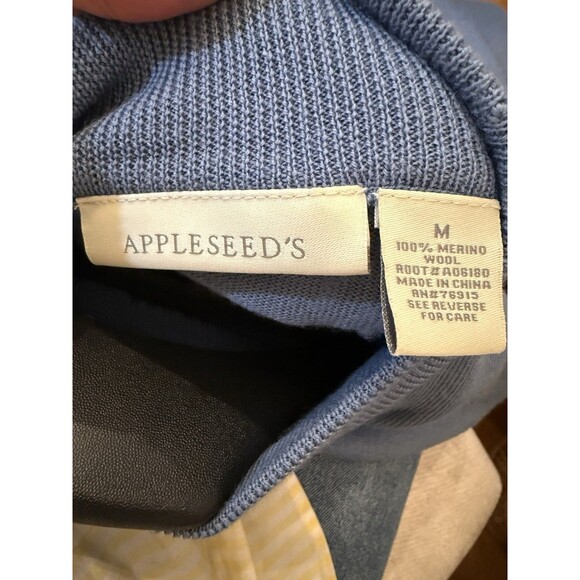 APPLESEED'S
M
100% MERINO
WOOL
ROOT# A06180
MADE IN CHINA
RN#76915
SEE REVERSE
FOR CARE